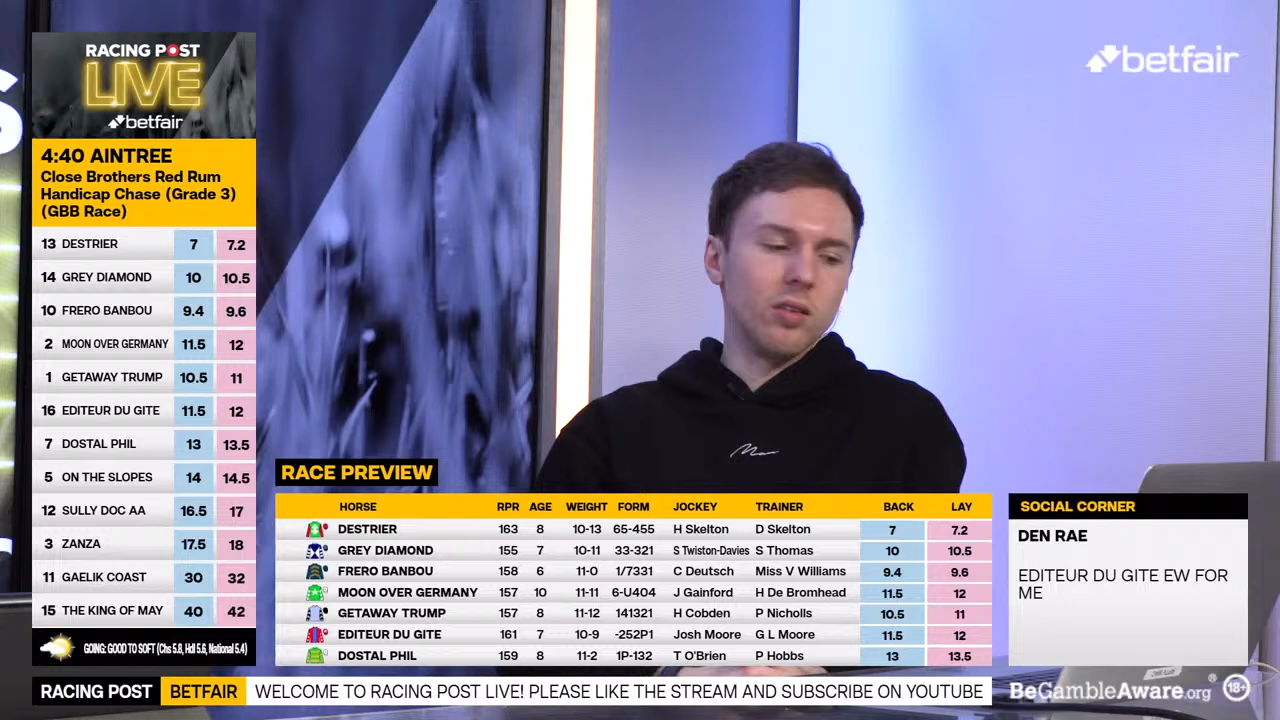 RACING POST
LIVE
betfair
betfair
4:40 AINTREE
Close Brothers Red Rum
Handicap Chase (Grade 3)
(GBB Race)
13 DESTRIER 7 7.2
14 GREY DIAMOND 10 10.5
10 FRERO BANBOU 9.4 9.6
2 MOON OVER GERMANY 11.5 12
1 GETAWAY TRUMP 10.5 11
16 EDITEUR DU GITE 11.5 12
7 DOSTAL PHIL 13 13.5
5 ON THE SLOPES 14 14.5
12 SULLY DOC AA 16.5 17
3 ZANZA 17.5 18
11 GAELIK COAST 30 32
15 THE KING OF MAY 40 42
GOING: GOOD TO SOFT (Chs 5.8, Hdl 5.6, National 5.4)
RACE PREVIEW
HORSE RPR AGE WEIGHT FORM JOCKEY TRAINER BACK LAY
DESTRIER 163 8 10-13 65-455 H Skelton D Skelton 7 7.2
GREY DIAMOND 155 7 10-11 33-321 S Twiston-Davies S Thomas 10 10.5
FRERO BANBOU 158 6 11-0 1/7331 C Deutsch Miss V Williams 9.4 9.6
MOON OVER GERMANY 157 10 11-11 6-U404 J Gainford H De Bromhead 11.5 12
GETAWAY TRUMP 157 8 11-12 141321 H Cobden P Nicholls 10.5 11
EDITEUR DU GITE 161 7 10-9 -252P1 Josh Moore G L Moore 11.5 12
DOSTAL PHIL 159 8 11-2 1P-132 T O'Brien P Hobbs 13 13.5
SOCIAL CORNER
DEN RAE
EDITEUR DU GITE EW FOR
ME
RACING POST BETFAIR WELCOME TO RACING POST LIVE! PLEASE LIKE THE STREAM AND SUBSCRIBE ON YOUTUBE
BeGambleAware.org® 18+